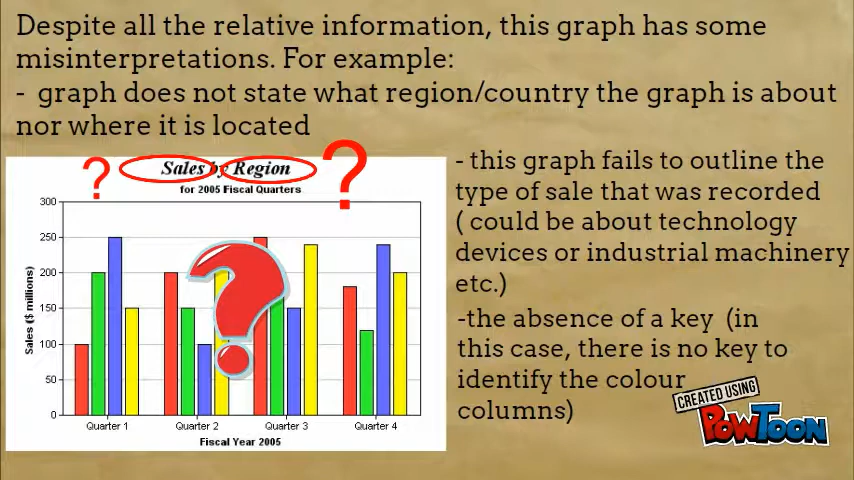 Despite all the relative information, this graph has some
misinterpretations. For example:
- graph does not state what region/country the graph is about
nor where it is located
? Sales by Region ?
for 2005 Fiscal Quarters
300
250
200
150
100
50
0
Sales ($ millions)
?
Quarter 1 Quarter 2 Quarter 3 Quarter 4
Fiscal Year 2005
- this graph fails to outline the
type of sale that was recorded
( could be about technology
devices or industrial machinery
etc.)
-the absence of a key (in
this case, there is no key to
identify the colour
columns)
CREATED USING
POWTOON